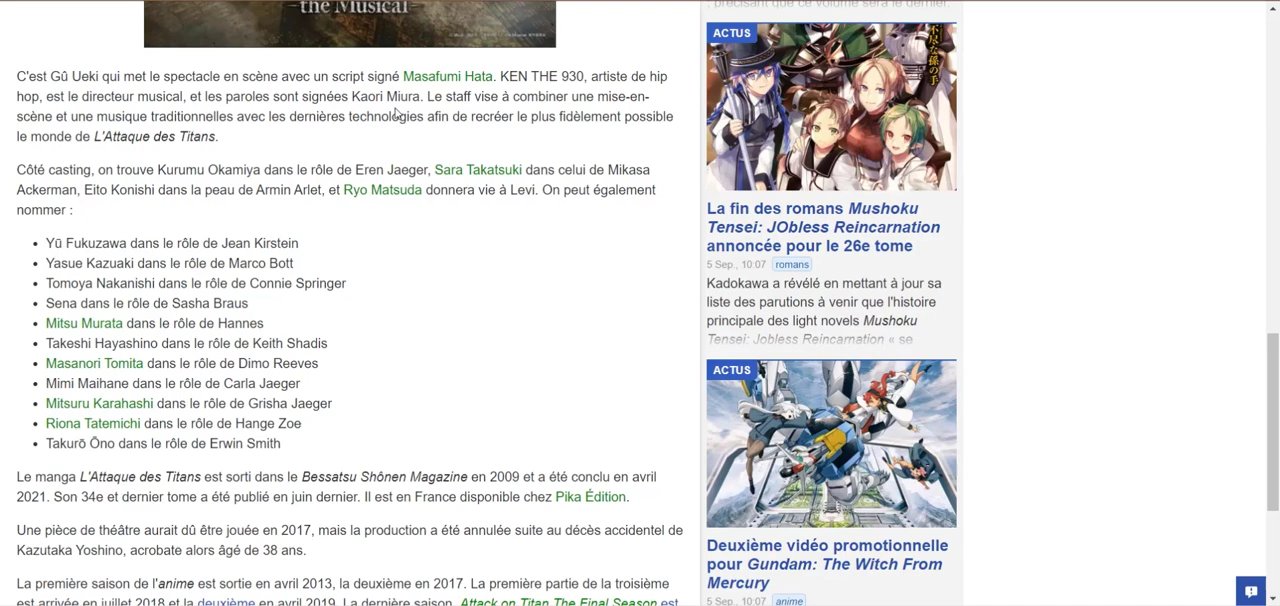 –the Musical–
C'est Gû Ueki qui met le spectacle en scène avec un script signé Masafumi Hata. KEN THE 930, artiste de hip
hop, est le directeur musical, et les paroles sont signées Kaori Miura. Le staff vise à combiner une mise-en-
scène et une musique traditionnelles avec les dernières technologies afin de recréer le plus fidèlement possible
le monde de L'Attaque des Titans.
Côté casting, on trouve Kurumu Okamiya dans le rôle de Eren Jaeger, Sara Takatsuki dans celui de Mikasa
Ackerman, Eito Konishi dans la peau de Armin Arlet, et Ryo Matsuda donnera vie à Levi. On peut également
nommer :
• Yū Fukuzawa dans le rôle de Jean Kirstein
• Yasue Kazuaki dans le rôle de Marco Bott
• Tomoya Nakanishi dans le rôle de Connie Springer
• Sena dans le rôle de Sasha Braus
• Mitsu Murata dans le rôle de Hannes
• Takeshi Hayashino dans le rôle de Keith Shadis
• Masanori Tomita dans le rôle de Dimo Reeves
• Mimi Maihane dans le rôle de Carla Jaeger
• Mitsuru Karahashi dans le rôle de Grisha Jaeger
• Riona Tatemichi dans le rôle de Hange Zoe
• Takurō Ōno dans le rôle de Erwin Smith
Le manga L'Attaque des Titans est sorti dans le Bessatsu Shônen Magazine en 2009 et a été conclu en avril
2021. Son 34e et dernier tome a été publié en juin dernier. Il est en France disponible chez Pika Édition.
Une pièce de théâtre aurait dû être jouée en 2017, mais la production a été annulée suite au décès accidentel de
Kazutaka Yoshino, acrobate alors âgé de 38 ans.
La première saison de l'anime est sortie en avril 2013, la deuxième en 2017. La première partie de la troisième
est arrivée en juillet 2018 et la deuxième en avril 2019. La dernière saison, Attack on Titan The Final Season est
précisant que ce volume sera le dernier.
ACTUS
不尽な孫の手
La fin des romans Mushoku
Tensei: JObless Reincarnation
annoncée pour le 26e tome
5 Sep., 10:07 romans
Kadokawa a révélé en mettant à jour sa
liste des parutions à venir que l'histoire
principale des light novels Mushoku
Tensei: Jobless Reincarnation « se
ACTUS
Deuxième vidéo promotionnelle
pour Gundam: The Witch From
Mercury
5 Sep., 10:07 anime